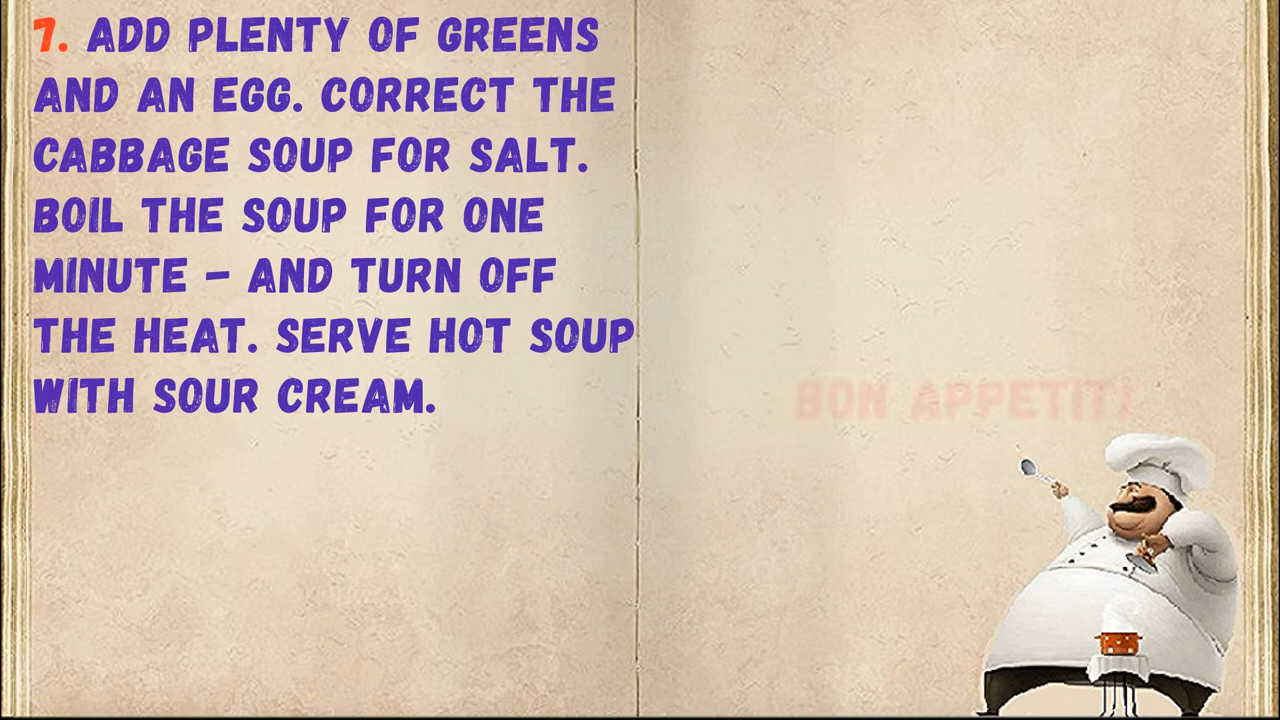 7. ADD PLENTY OF GREENS
AND AN EGG. CORRECT THE
CABBAGE SOUP FOR SALT.
BOIL THE SOUP FOR ONE
MINUTE – AND TURN OFF
THE HEAT. SERVE HOT SOUP
WITH SOUR CREAM.
BON APPETIT!